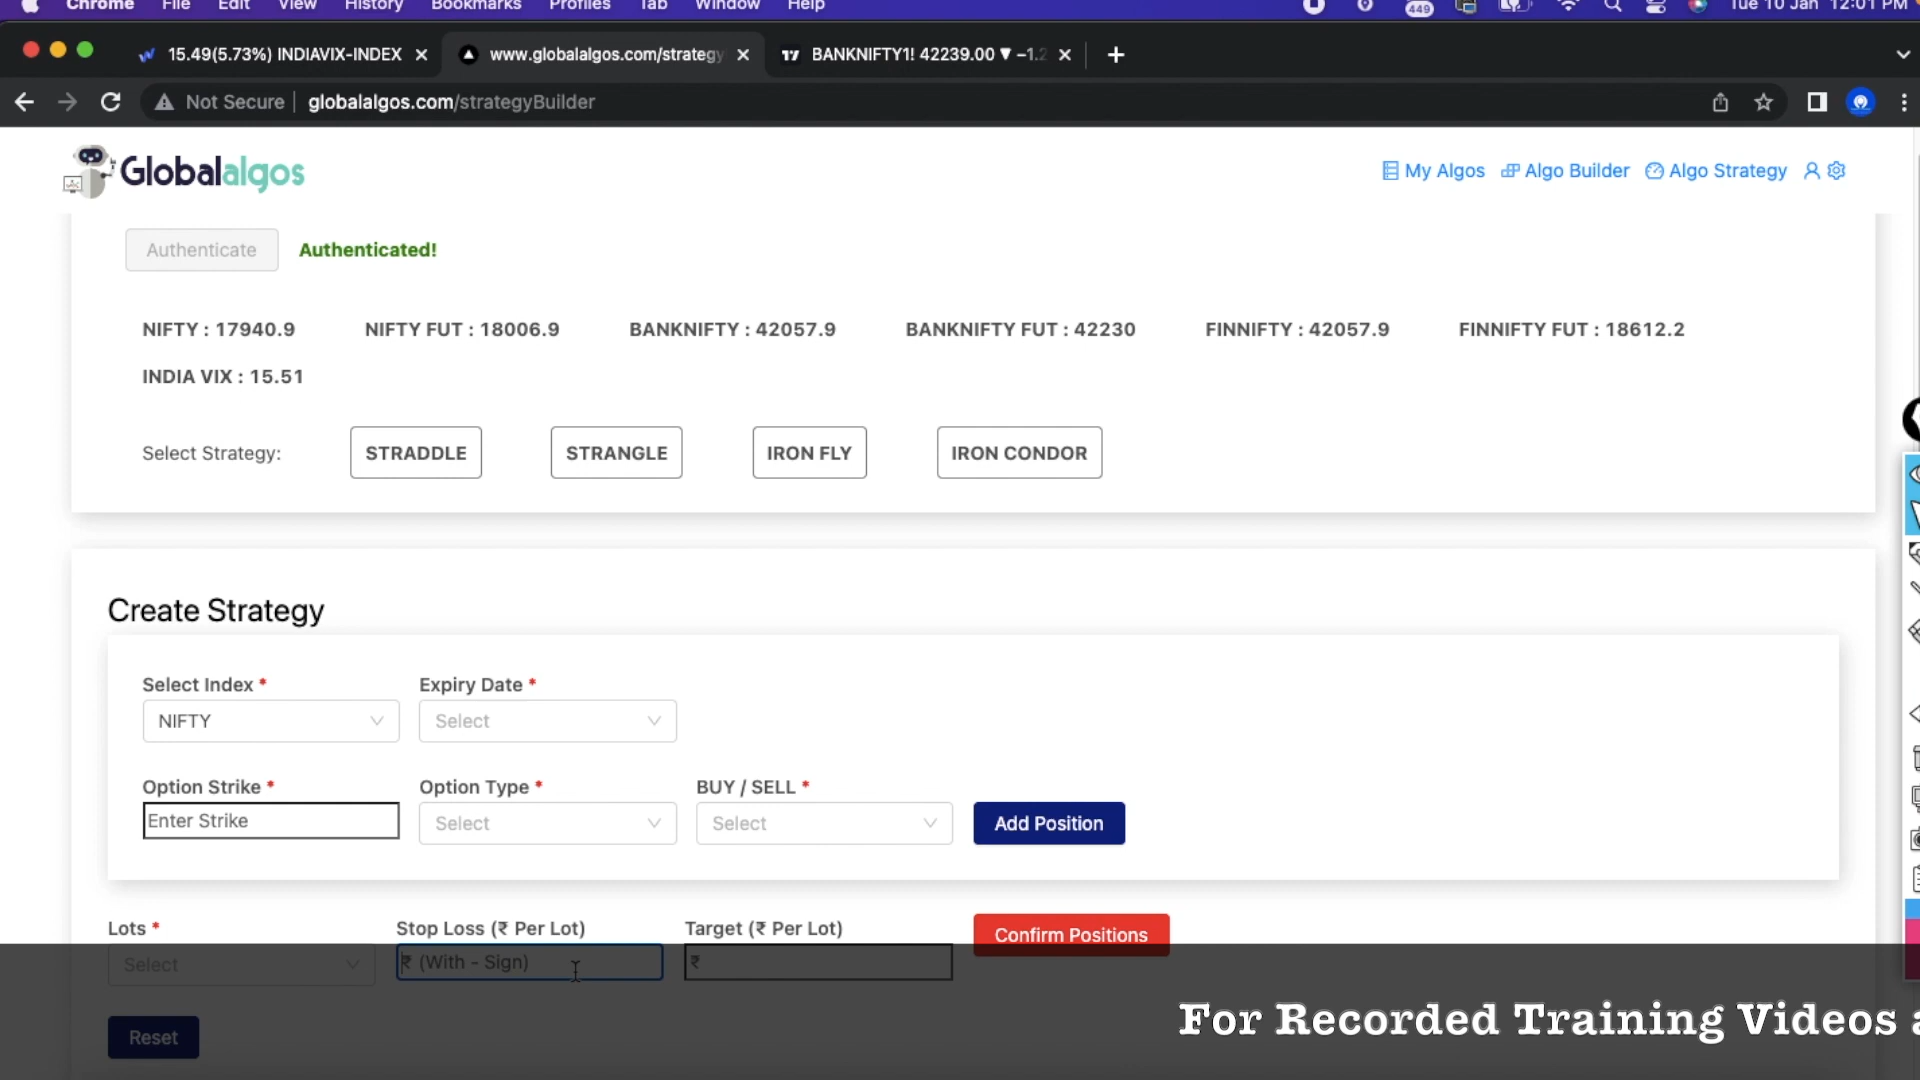 Chrome File Edit View History Bookmarks Profiles Tab Window Help 449 Tue 10 Jan 12:01 PM
15.49(5.73%) INDIAVIX-INDEX www.globalalgos.com/strategy BANKNIFTY1! 42239.00 ▼ −1.2
Not Secure globalalgos.com/strategyBuilder
Globalalgos My Algos Algo Builder Algo Strategy
Authenticate Authenticated!
NIFTY : 17940.9 NIFTY FUT : 18006.9 BANKNIFTY : 42057.9 BANKNIFTY FUT : 42230 FINNIFTY : 42057.9 FINNIFTY FUT : 18612.2
INDIA VIX : 15.51
Select Strategy: STRADDLE STRANGLE IRON FLY IRON CONDOR
Create Strategy
Select Index * Expiry Date *
NIFTY Select
Option Strike * Option Type * BUY / SELL *
Enter Strike Select Select Add Position
Lots * Stop Loss (₹ Per Lot) Target (₹ Per Lot) Confirm Positions
Select ₹ (With - Sign) ₹
For Recorded Training Videos a
Reset